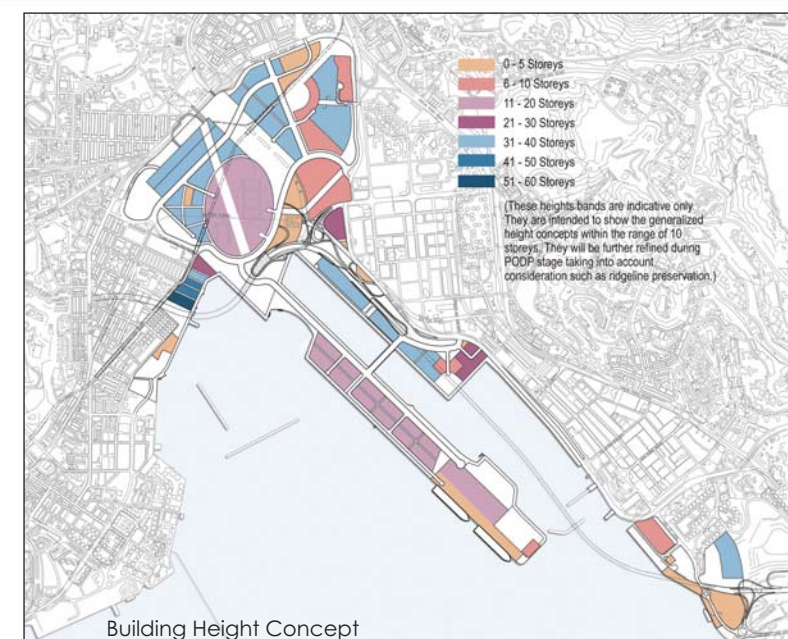 0 - 5 Storeys
6 - 10 Storeys
11 - 20 Storeys
21 - 30 Storeys
31 - 40 Storeys
41 - 50 Storeys
51 - 60 Storeys
(These heights bands are indicative only.
They are intended to show the generalized
height concepts within the range of 10
storeys. They will be further refined during
PODP stage taking into account
consideration such as ridgeline preservation.)
Building Height Concept